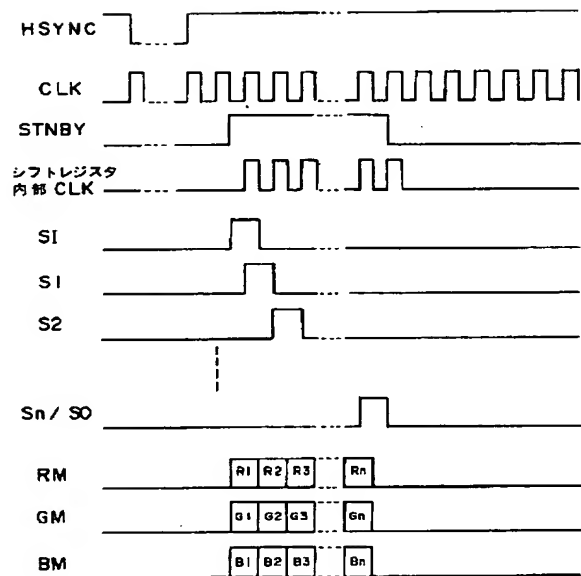 HSYNC
CLK
STNBY
シフトレジスタ
内部 CLK
SI
S1
S2
Sn / SO
RM R1 R2 R3 Rn
GM G1 G2 G3 Gn
BM B1 B2 B3 Bn